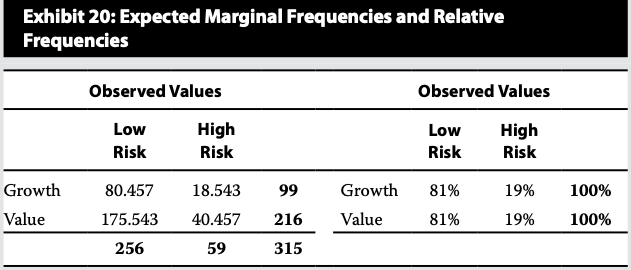 Exhibit 20: Expected Marginal Frequencies and Relative
Frequencies
Observed Values Observed Values
Low High Low High
Risk Risk Risk Risk
Growth 80.457 18.543 99 Growth 81% 19% 100%
Value 175.543 40.457 216 Value 81% 19% 100%
256 59 315